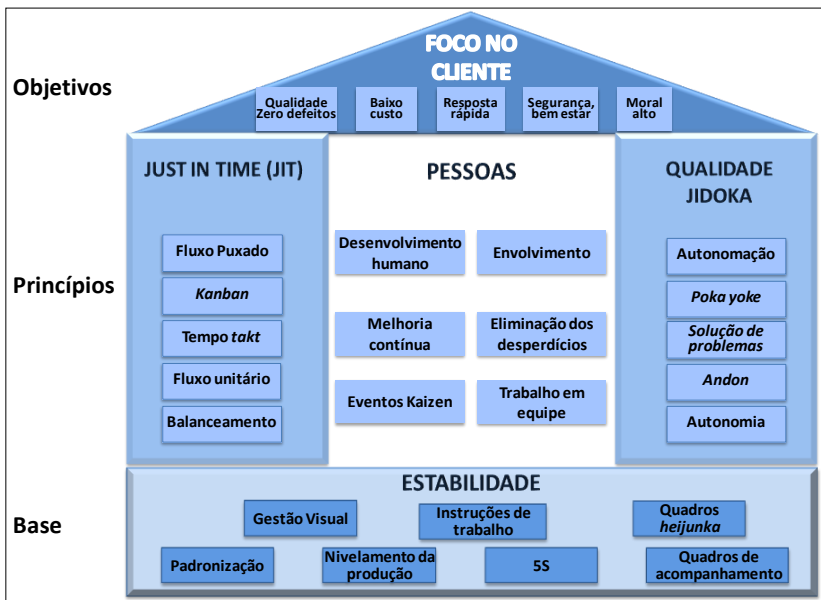 FOCO NO
CLIENTE
Objetivos
Qualidade
Zero defeitos
Baixo
custo
Resposta
rápida
Segurança,
bem estar
Moral
alto
JUST IN TIME (JIT)
PESSOAS
QUALIDADE
JIDOKA
Princípios
Fluxo Puxado
Kanban
Tempo takt
Fluxo unitário
Balanceamento
Desenvolvimento
humano
Envolvimento
Melhoria
contínua
Eliminação dos
desperdícios
Eventos Kaizen
Trabalho em
equipe
Autonomação
Poka yoke
Solução de
problemas
Andon
Autonomia
Base
ESTABILIDADE
Gestão Visual
Instruções de
trabalho
Quadros
heijunka
Padronização
Nivelamento da
produção
5S
Quadros de
acompanhamento